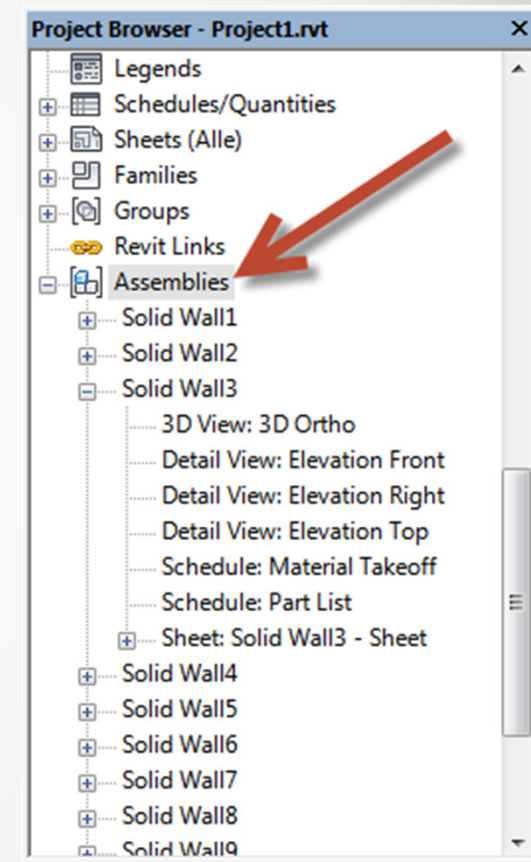 Project Browser - Project1.rvt
Legends
Schedules/Quantities
Sheets (Alle)
Families
Groups
Revit Links
Assemblies
Solid Wall1
Solid Wall2
Solid Wall3
3D View: 3D Ortho
Detail View: Elevation Front
Detail View: Elevation Right
Detail View: Elevation Top
Schedule: Material Takeoff
Schedule: Part List
Sheet: Solid Wall3 - Sheet
Solid Wall4
Solid Wall5
Solid Wall6
Solid Wall7
Solid Wall8
Solid Wall9